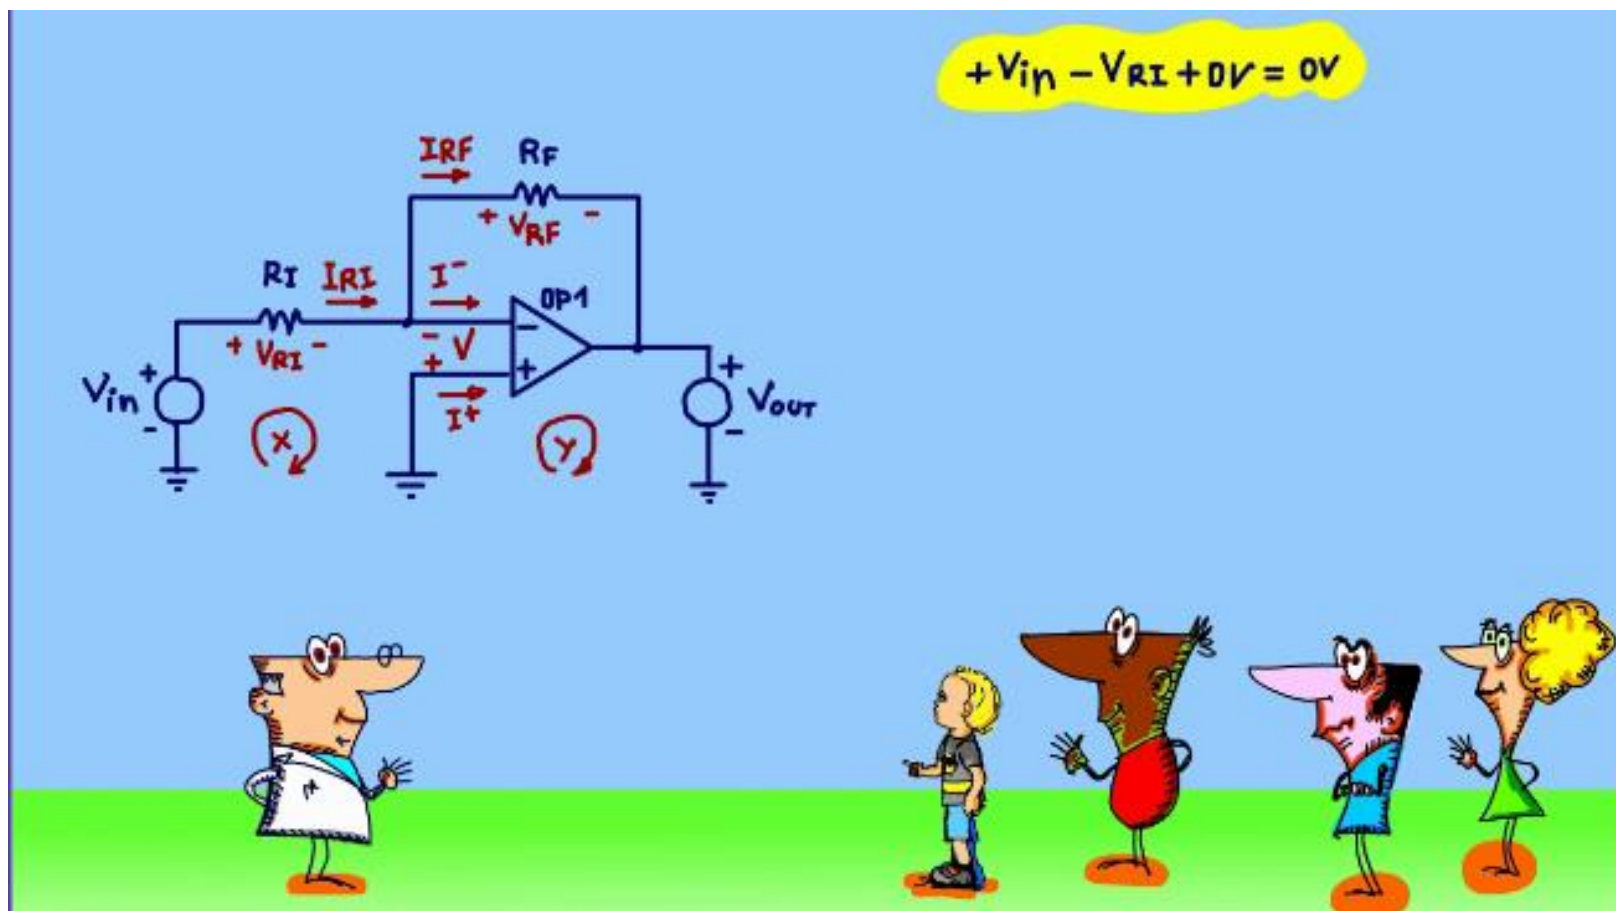 +Vin - VRI + 0V = 0V
IRF RF
+ VRF -
RI IRI I⁻ OP1
+ VRI - - V + - +
Vin + - I⁺ + - VOUT
X Y